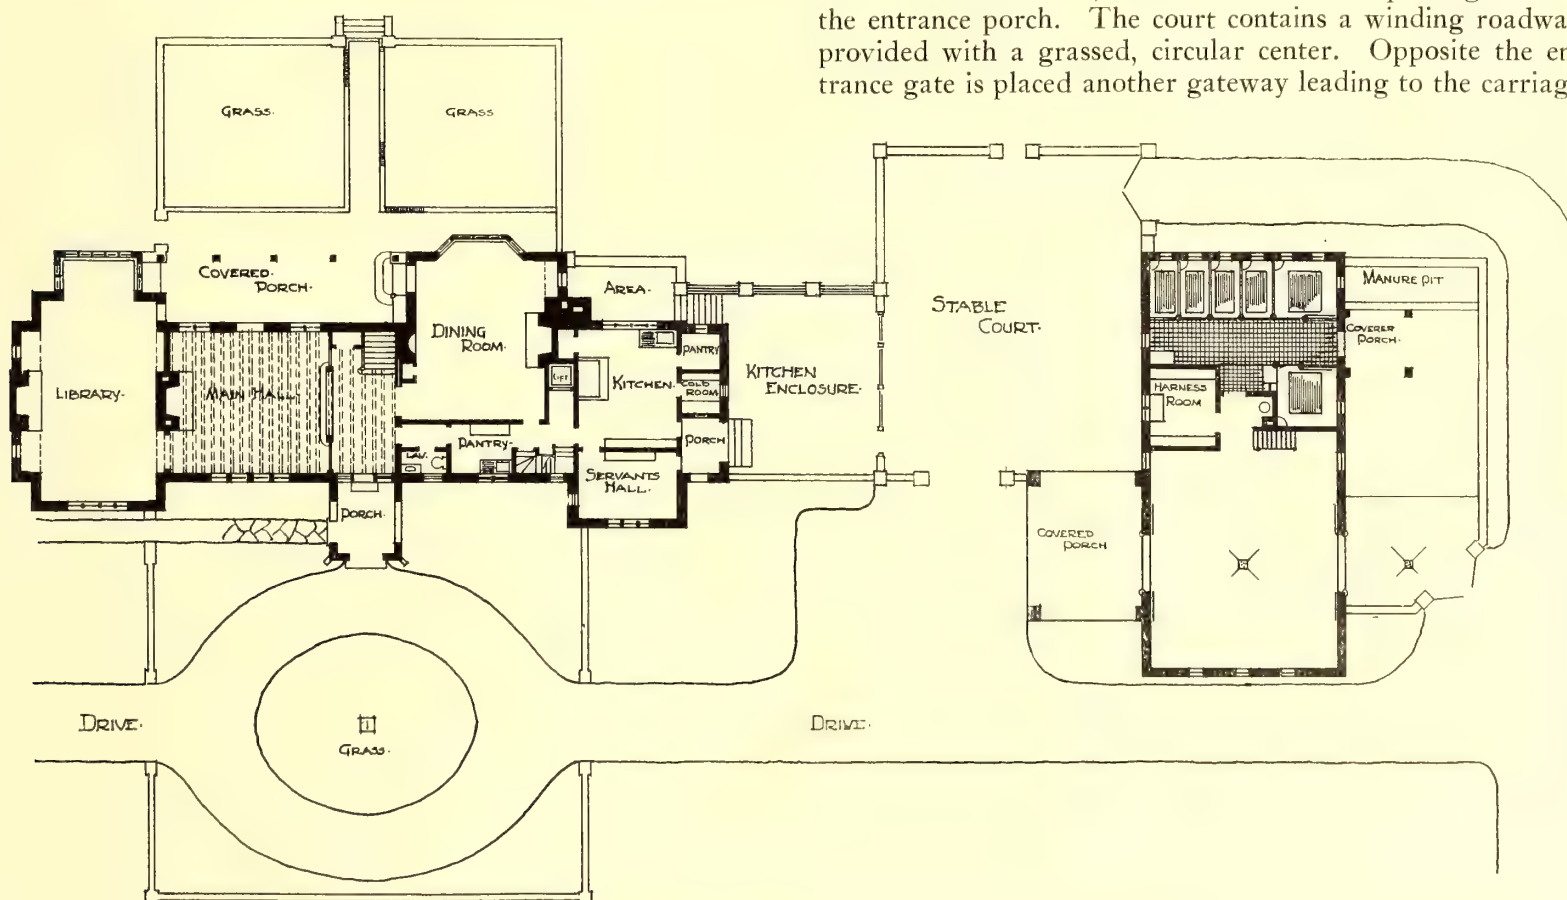 the entrance porch. The court contains a winding roadwa
provided with a grassed, circular center. Opposite the en
trance gate is placed another gateway leading to the carriag
GRASS.
GRASS
COVERED.
PORCH.
AREA.
DINING
ROOM.
LIBRARY.
MAIN HALL.
LIFT
KITCHEN.
PANTRY
COLD
ROOM
KITCHEN
ENCLOSURE.
STABLE
COURT.
MANURE PIT
COVERED
PORCH.
HARNESS
ROOM
LAV.
PANTRY.
PORCH
SERVANTS
HALL.
PORCH.
COVERED
PORCH
DRIVE.
GRASS.
DRIVE.